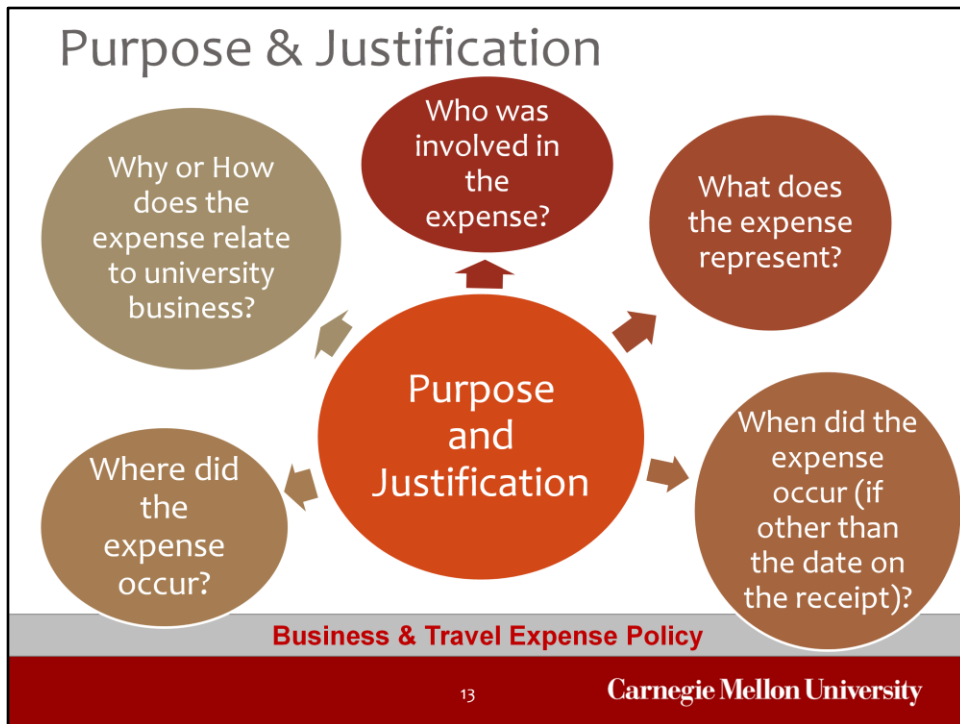 Purpose & Justification
Who was
involved in
the
expense?
What does
the expense
represent?
When did the
expense
occur (if
other than
the date on
the receipt)?
Where did
the
expense
occur?
Why or How
does the
expense relate
to university
business?
Purpose
and
Justification
Business & Travel Expense Policy
13
Carnegie Mellon University